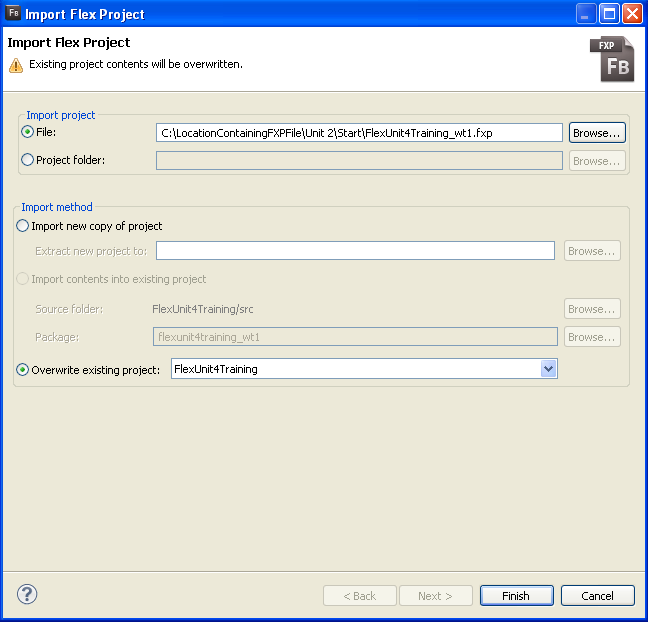 Fb Import Flex Project
Import Flex Project
Existing project contents will be overwritten.
FXP
FB
Import project
File: C:\LocationContainingFXPFile\Unit 2\Start\FlexUnit4Training_wt1.fxp Browse...
Project folder: Browse...
Import method
Import new copy of project
Extract new project to: Browse...
Import contents into existing project
Source folder: FlexUnit4Training/src Browse...
Package: flexunit4training_wt1 Browse...
Overwrite existing project: FlexUnit4Training
? < Back Next > Finish Cancel